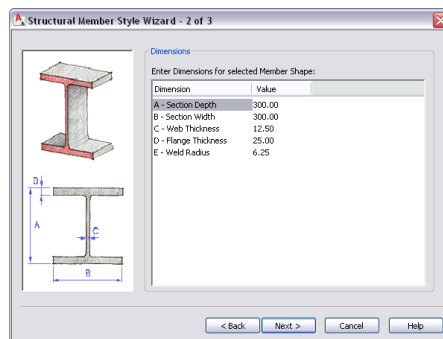 Structural Member Style Wizard - 2 of 3
Dimensions
Enter Dimensions for selected Member Shape:
Dimension Value
A - Section Depth 300.00
B - Section Width 300.00
C - Web Thickness 12.50
D - Flange Thickness 25.00
E - Weld Radius 6.25
D
A
C
B
< Back Next > Cancel Help